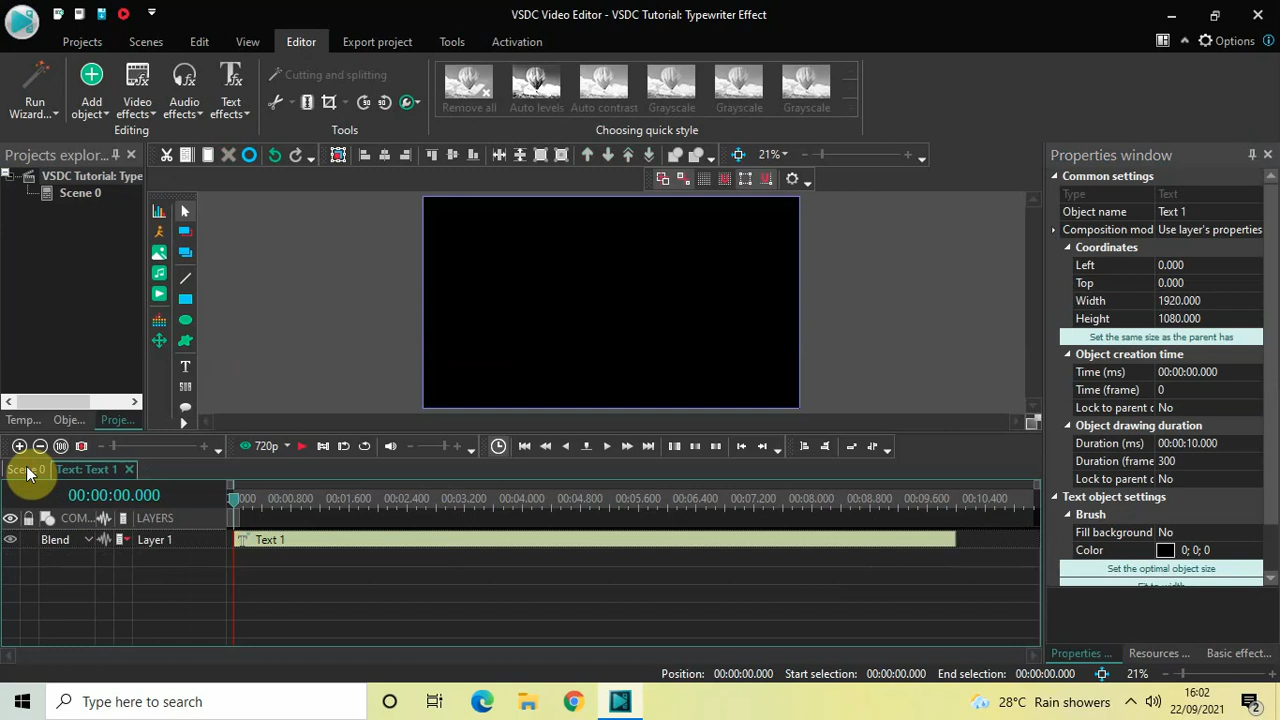 VSDC Video Editor - VSDC Tutorial: Typewriter Effect
Projects Scenes Edit View Editor Export project Tools Activation
Options
Run Wizard...
Add object
Video effects
Audio effects
Text effects
Cutting and splitting
Remove all
Auto levels
Auto contrast
Grayscale
Grayscale
Grayscale
Editing
Tools
Choosing quick style
Projects explor...
21%
Properties window
VSDC Tutorial: Type
Scene 0
Common settings
Type Text
Object name Text 1
Composition mod Use layer's properties
Coordinates
Left 0.000
Top 0.000
Width 1920.000
Height 1080.000
Set the same size as the parent has
Object creation time
Time (ms) 00:00:00.000
Time (frame) 0
Lock to parent c No
Object drawing duration
Duration (ms) 00:00:10.000
Duration (frame 300
Lock to parent c No
Text object settings
Brush
Fill background No
Color 0; 0; 0
Set the optimal object size
Fit to width
Properties ... Resources ... Basic effect...
Temp... Obje... Proje...
720p
Scene 0 Text: Text 1
00:00:00.000
000 00:00.800 00:01.600 00:02.400 00:03.200 00:04.000 00:04.800 00:05.600 00:06.400 00:07.200 00:08.000 00:08.800 00:09.600 00:10.400
COM... LAYERS
Blend Layer 1 Text 1
Position: 00:00:00.000 Start selection: 00:00:00.000 End selection: 00:00:00.000 21%
Type here to search
28°C Rain showers
16:02
22/09/2021
2